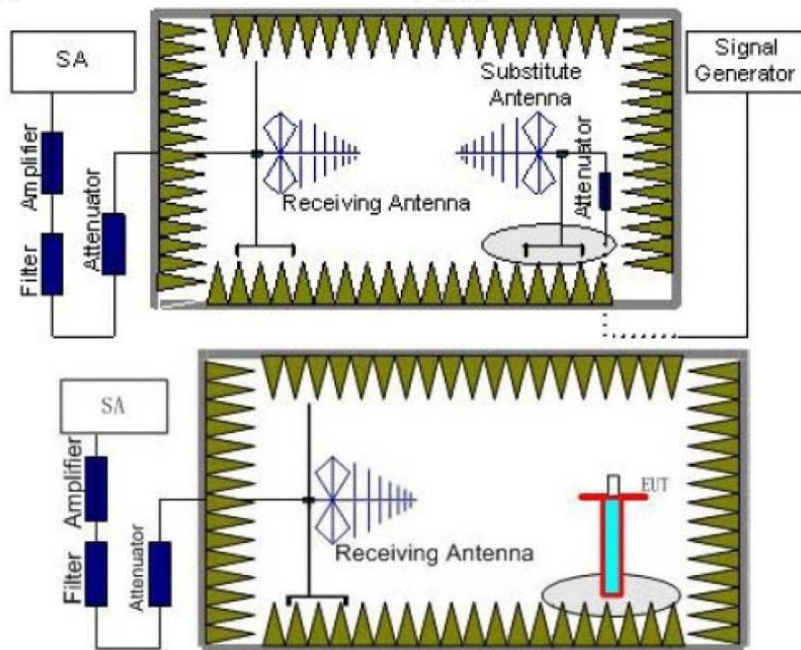 SA
Signal
Generator
Substitute
Antenna
Amplifier
Filter
Attenuator
Receiving Antenna
Attenuator
SA
Amplifier
Filter
Attenuator
Receiving Antenna
EUT